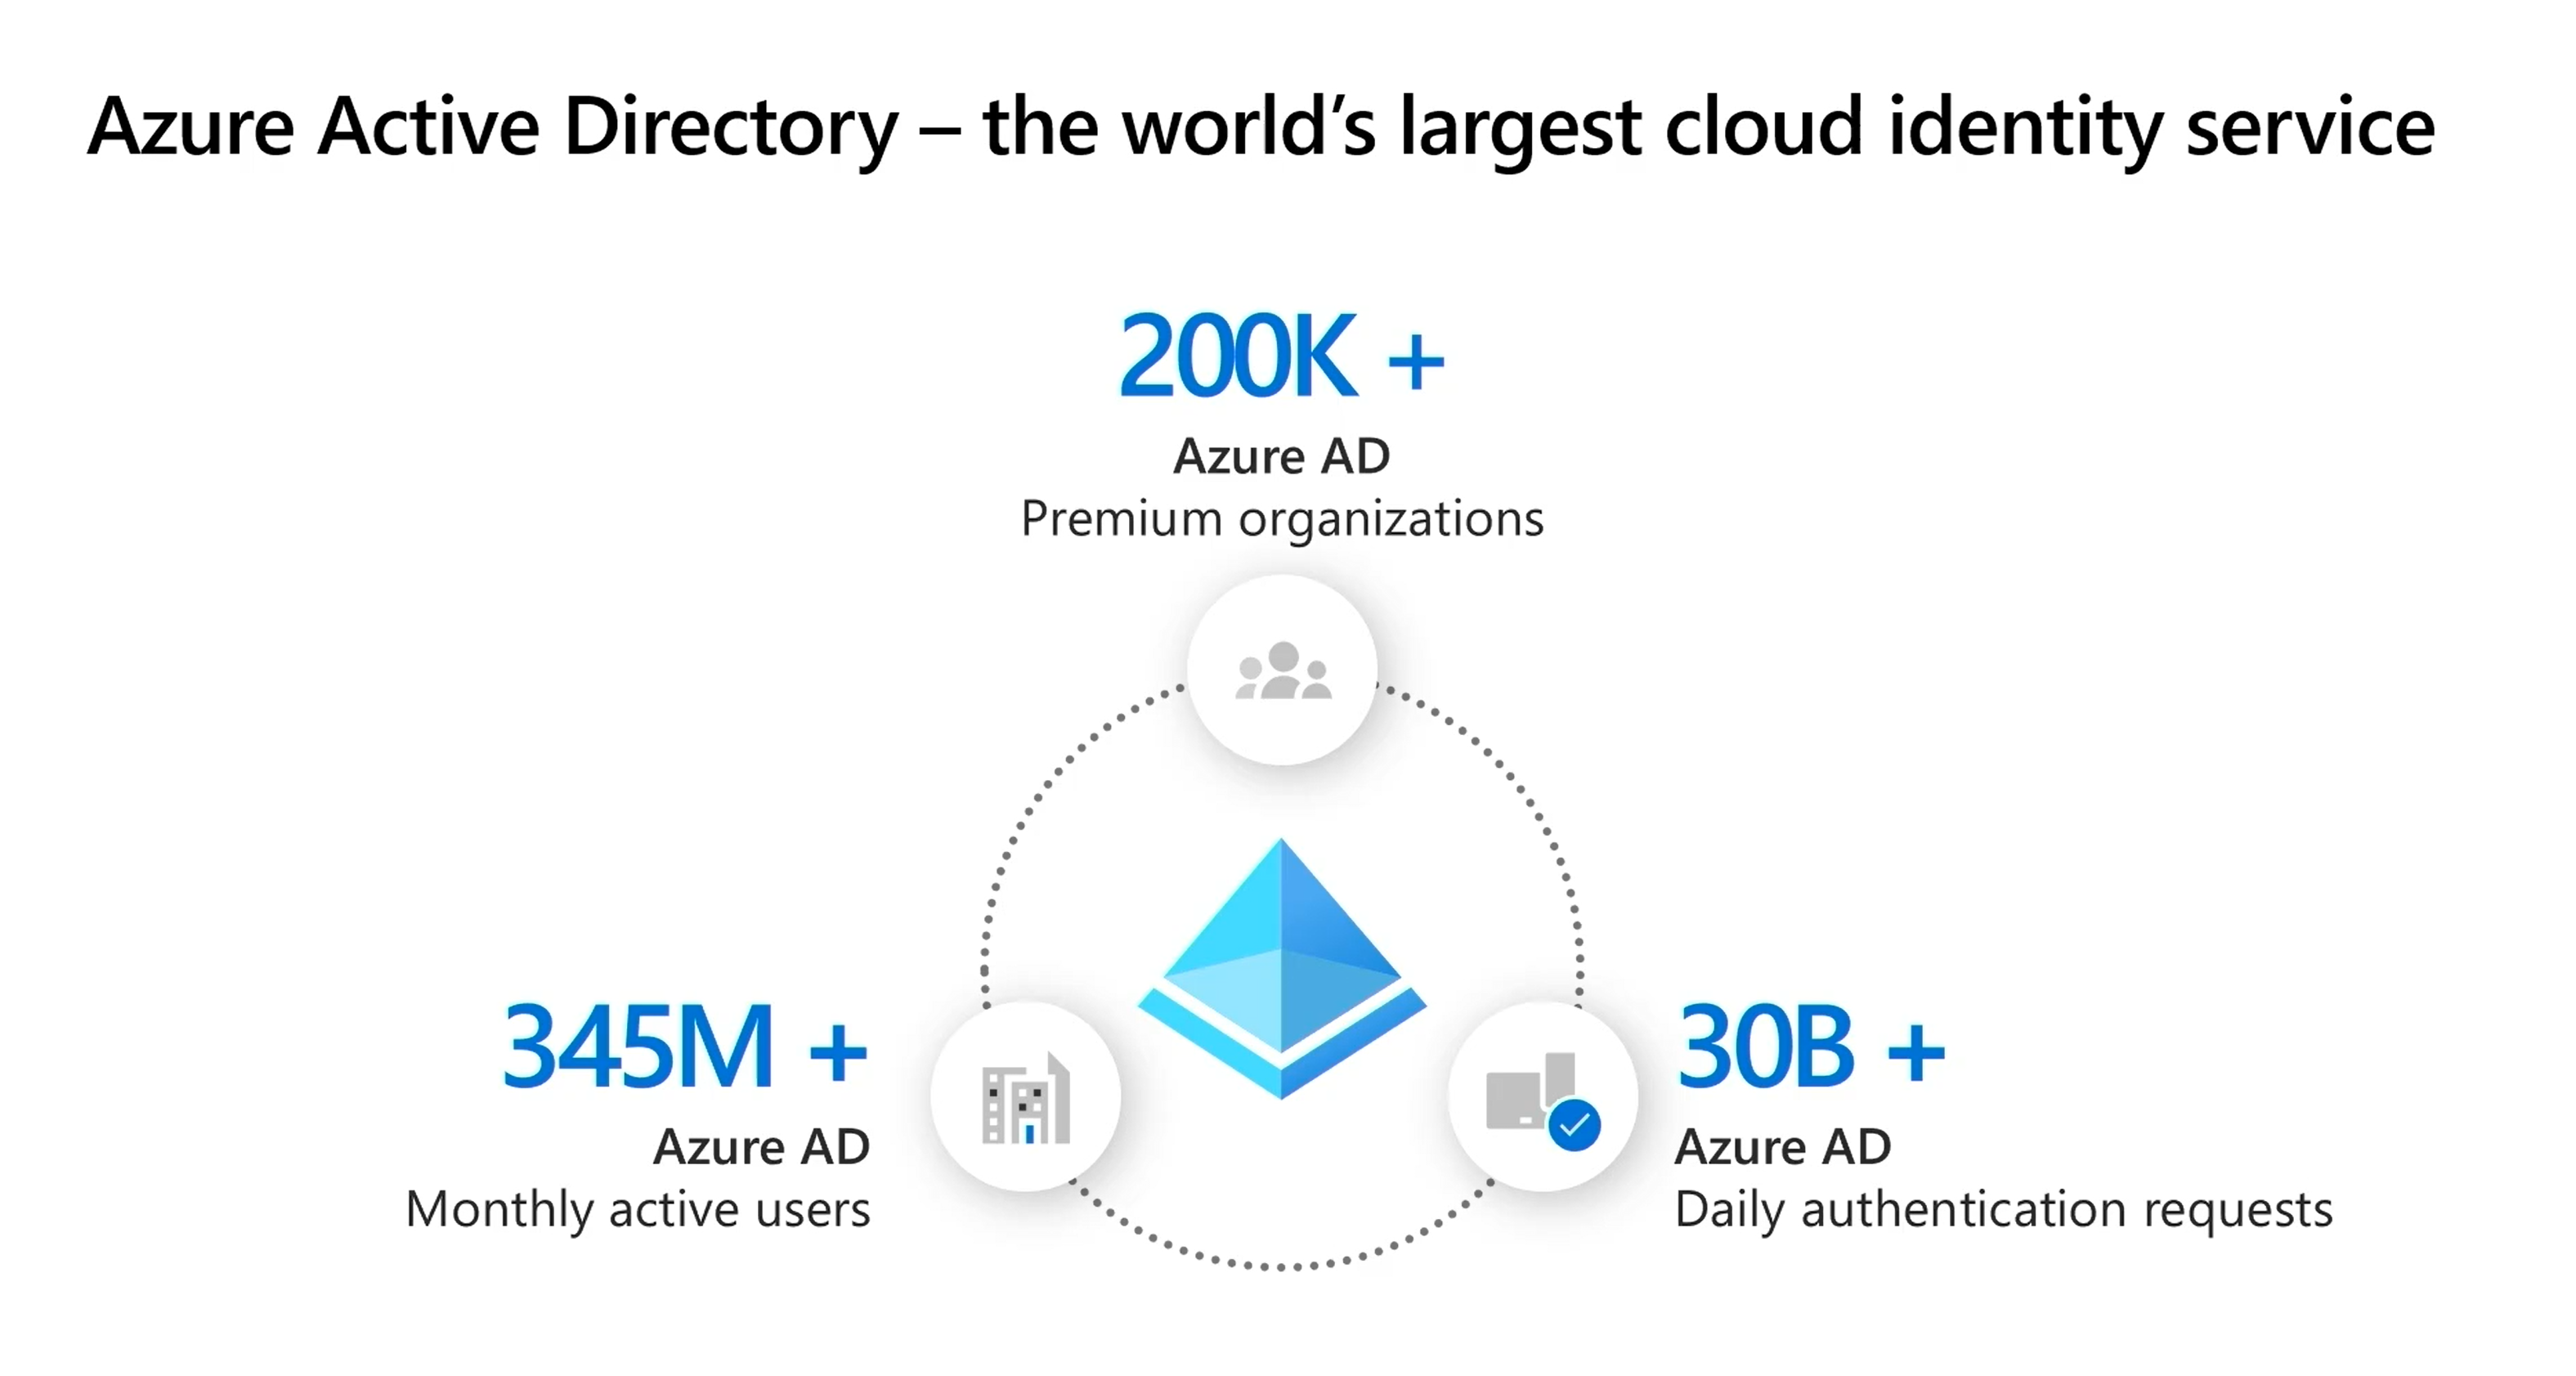 Azure Active Directory – the world’s largest cloud identity service
200K +
Azure AD
Premium organizations
345M +
Azure AD
Monthly active users
30B +
Azure AD
Daily authentication requests